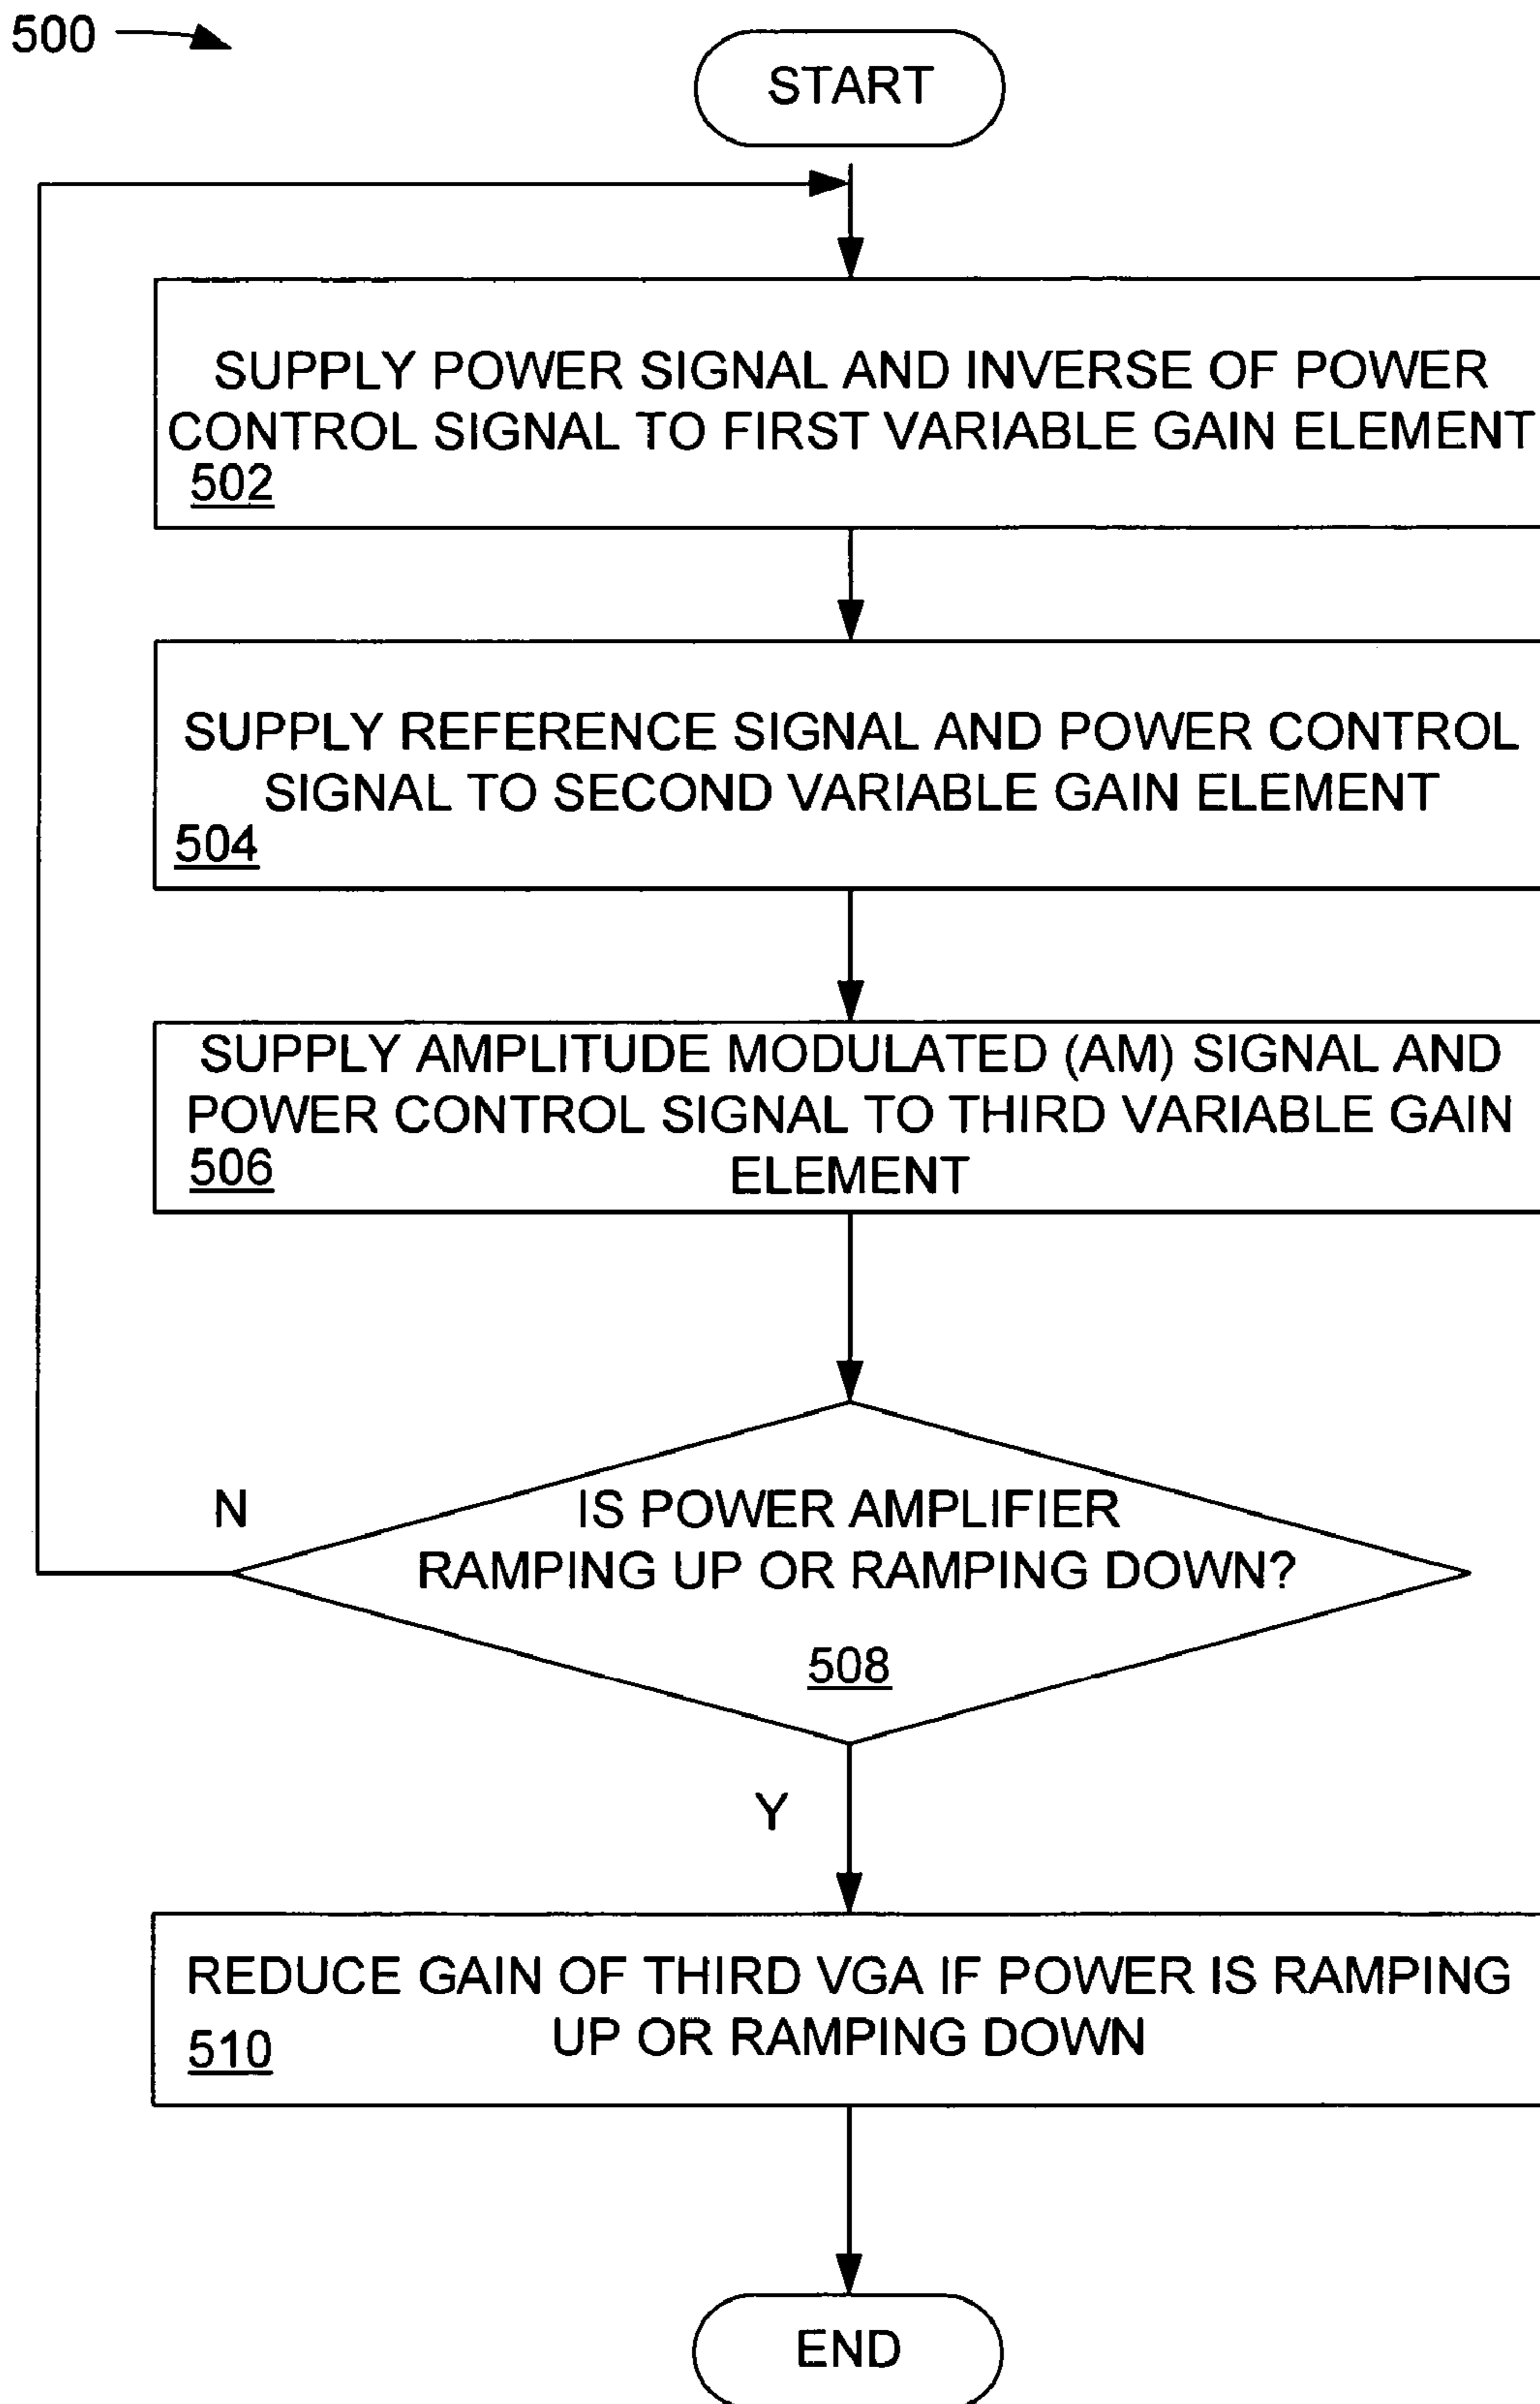 500
START
SUPPLY POWER SIGNAL AND INVERSE OF POWER
CONTROL SIGNAL TO FIRST VARIABLE GAIN ELEMENT
502
SUPPLY REFERENCE SIGNAL AND POWER CONTROL
SIGNAL TO SECOND VARIABLE GAIN ELEMENT
504
SUPPLY AMPLITUDE MODULATED (AM) SIGNAL AND
POWER CONTROL SIGNAL TO THIRD VARIABLE GAIN
506
ELEMENT
N
IS POWER AMPLIFIER
RAMPING UP OR RAMPING DOWN?
508
Y
REDUCE GAIN OF THIRD VGA IF POWER IS RAMPING
UP OR RAMPING DOWN
510
END